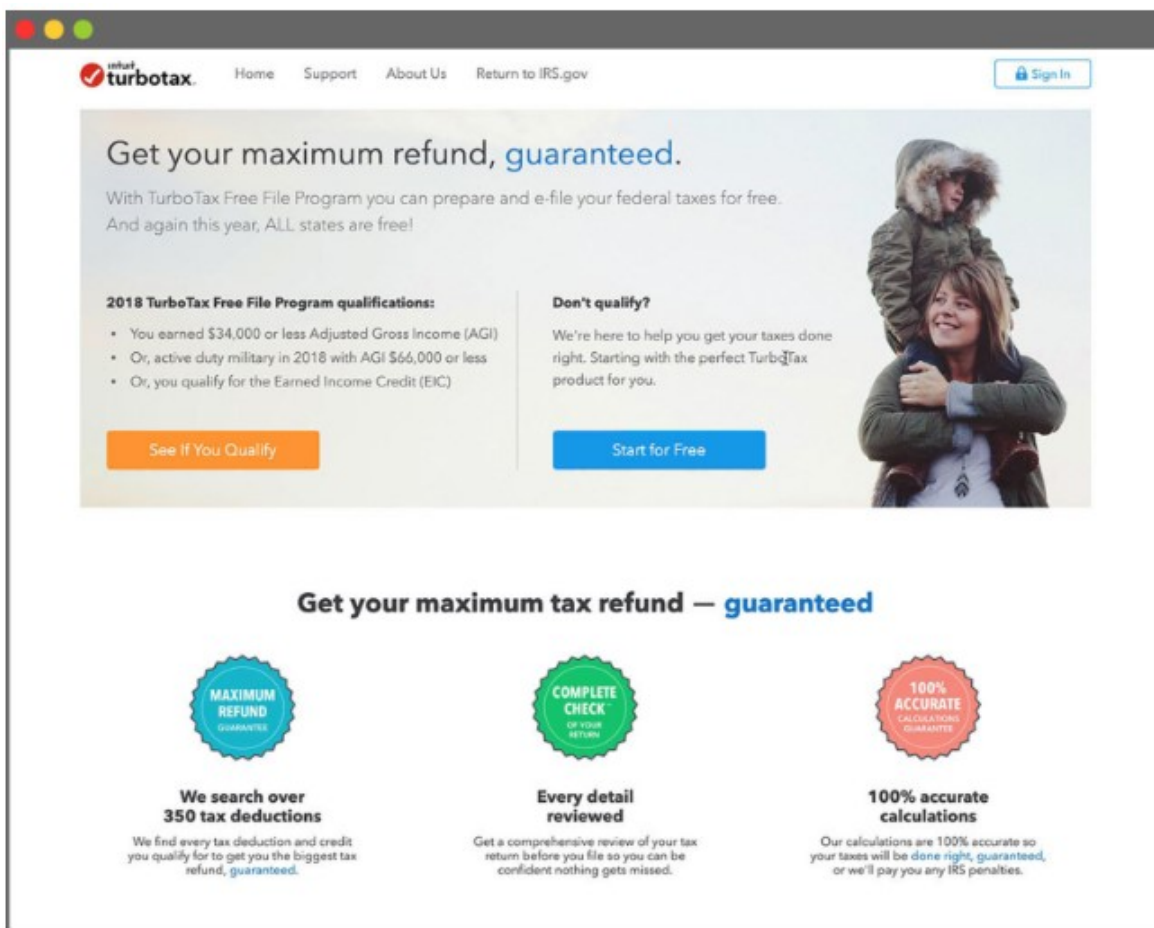 intuit
turbotax.
Home Support About Us Return to IRS.gov
Sign In
Get your maximum refund, guaranteed.
With TurboTax Free File Program you can prepare and e-file your federal taxes for free.
And again this year, ALL states are free!
2018 TurboTax Free File Program qualifications:
• You earned $34,000 or less Adjusted Gross Income (AGI)
• Or, active duty military in 2018 with AGI $66,000 or less
• Or, you qualify for the Earned Income Credit (EIC)
See If You Qualify
Don't qualify?
We're here to help you get your taxes done
right. Starting with the perfect TurboTax
product for you.
Start for Free
Get your maximum tax refund — guaranteed
MAXIMUM
REFUND
GUARANTEE
We search over
350 tax deductions
We find every tax deduction and credit
you qualify for to get you the biggest tax
refund, guaranteed.
COMPLETE
CHECK™
OF YOUR
RETURN
Every detail
reviewed
Get a comprehensive review of your tax
return before you file so you can be
confident nothing gets missed.
100%
ACCURATE
CALCULATIONS
GUARANTEE
100% accurate
calculations
Our calculations are 100% accurate so
your taxes will be done right, guaranteed,
or we'll pay you any IRS penalties.